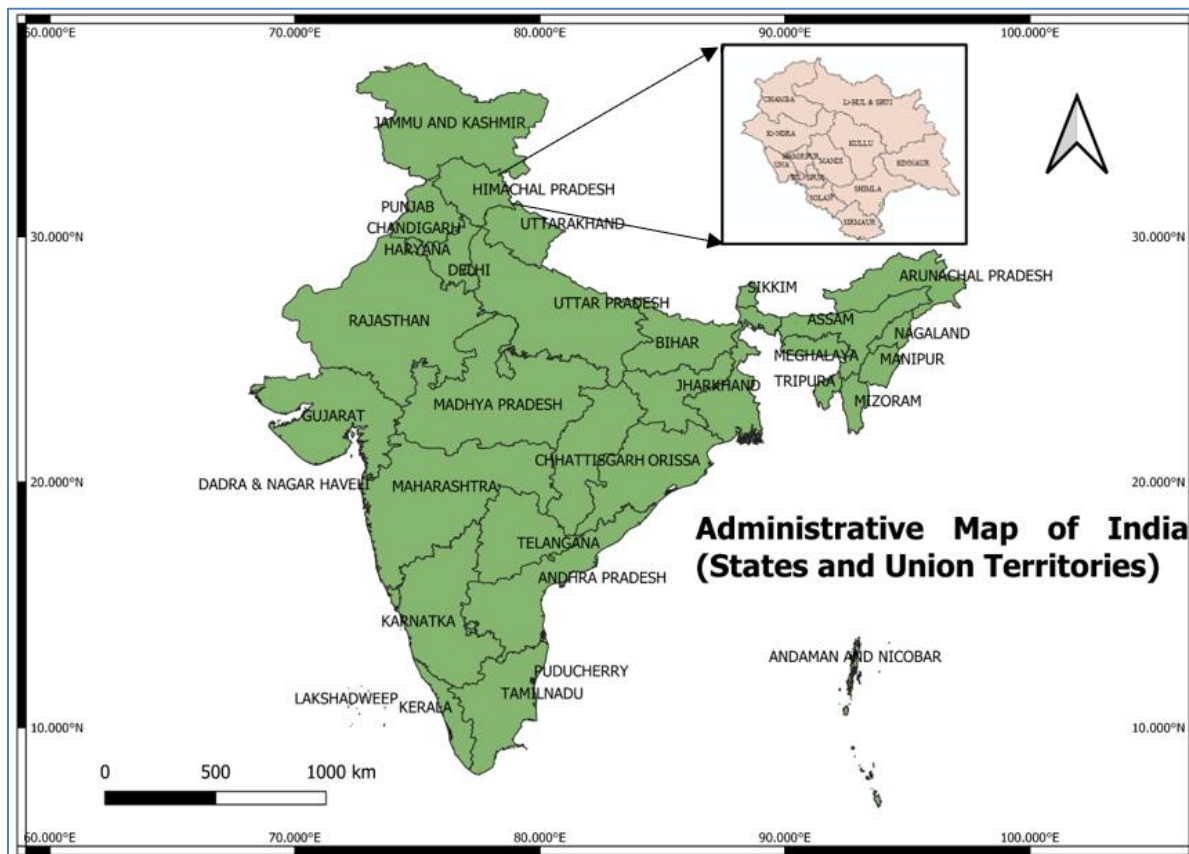 60.000°E 70.000°E 80.000°E 90.000°E 100.000°E
CHAMBA
KULLU
MANDI
KINNAUR
UNA
SHIMLA
SOLAN
SIRMAUR
JAMMU AND KASHMIR
HIMACHAL PRADESH
PUNJAB
UTTARAKHAND
CHANDIGARH
30.000°N 30.000°N
HARYANA
DELHI
ARUNACHAL PRADESH
SIKKIM
UTTAR PRADESH
RAJASTHAN
ASSAM
NAGALAND
BIHAR
MEGHALAYA
MANIPUR
JHARKHAND
TRIPURA
MIZORAM
MADHYA PRADESH
GUJARAT
CHHATTISGARH
ORISSA
DADRA & NAGAR HAVELI
MAHARASHTRA
20.000°N 20.000°N
Administrative Map of India
(States and Union Territories)
TELANGANA
ANDHRA PRADESH
KARNATKA
ANDAMAN AND NICOBAR
PUDUCHERRY
TAMILNADU
LAKSHADWEEP
KERALA
10.000°N 10.000°N
0 500 1000 km
60.000°E 70.000°E 80.000°E 90.000°E 100.000°E